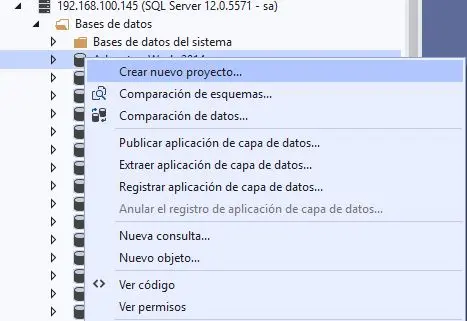 192.168.100.145 (SQL Server 12.0.5571 - sa)
Bases de datos
Bases de datos del sistema
Crear nuevo proyecto...
Comparación de esquemas...
Comparación de datos...
Publicar aplicación de capa de datos...
Extraer aplicación de capa de datos...
Registrar aplicación de capa de datos...
Anular el registro de aplicación de capa de datos...
Nueva consulta...
Nuevo objeto...
Ver código
Ver permisos